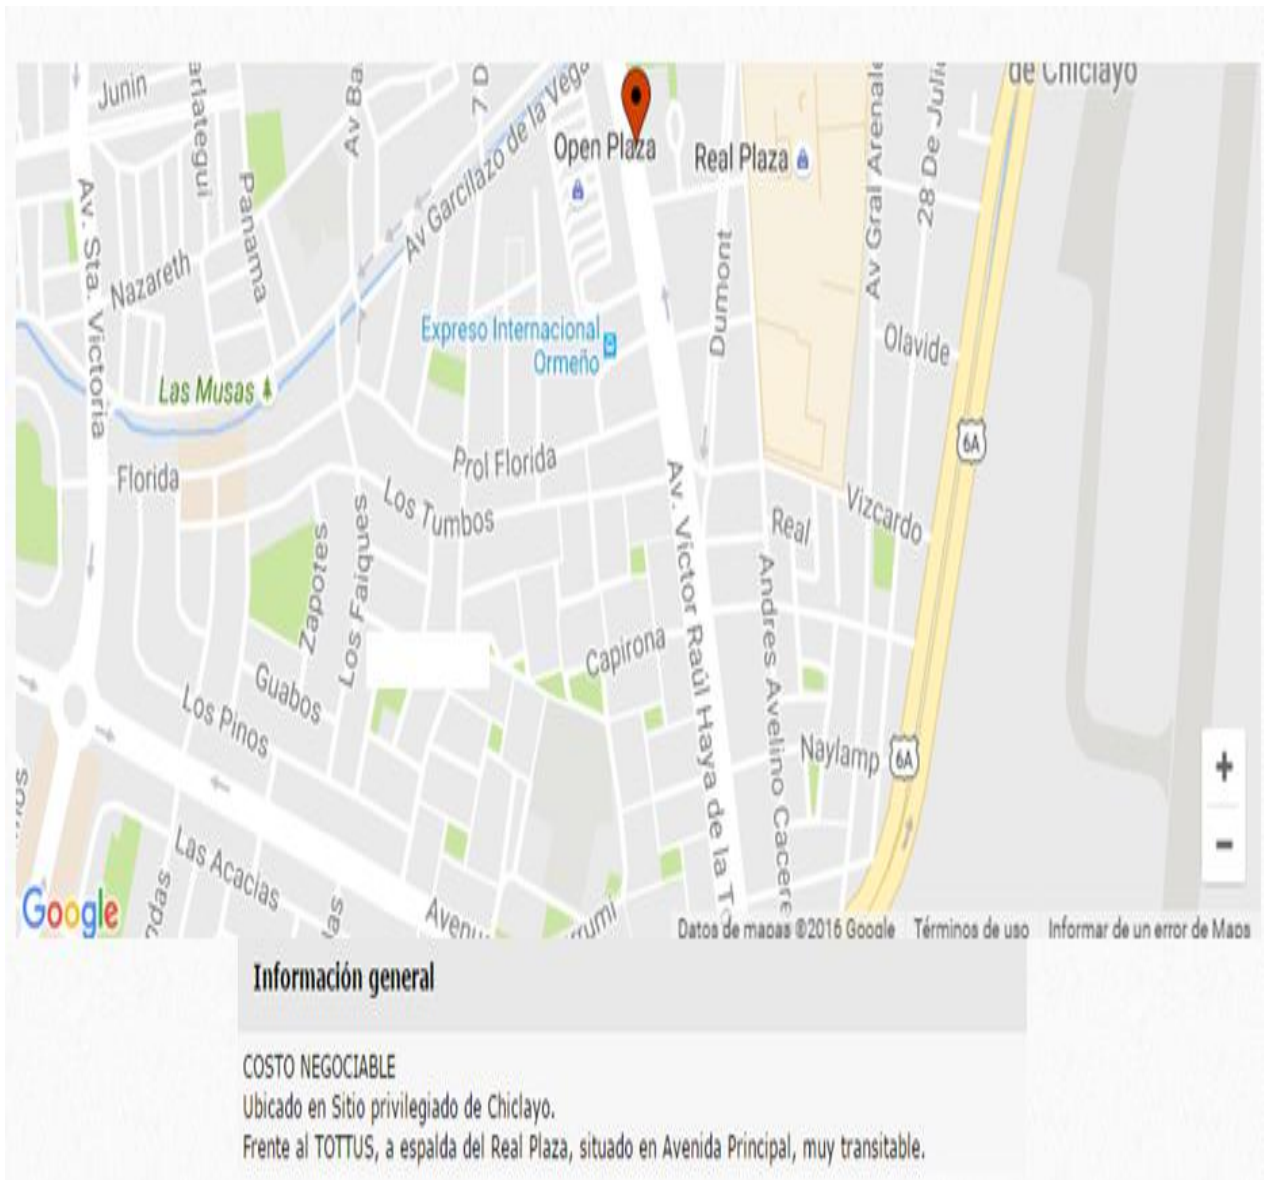 de Chiclayo
Junin
arlategui
Av Ba
7 D
Av Garcilazo de la Vega
Open Plaza
Real Plaza
Av Gral Arenale
28 De Juli
Panama
Av. Sta. Victoria
Nazareth
Dumont
Expreso Internacional
Ormeño
Olavide
Las Musas
6A
Florida
Prol Florida
Los Tumbos
Vizcardo
Real
Zapotes
Los Faiques
Av. Víctor Raúl Haya de la To
Andres Avelino Cacere
Capirona
Guabos
Los Pinos
Naylamp
6A
+
-
Las Acacias
Avenu
Google
Datos de mapas ©2016 Google
Términos de uso
Informar de un error de Maps
Información general
COSTO NEGOCIABLE
Ubicado en Sitio privilegiado de Chiclayo.
Frente al TOTTUS, a espalda del Real Plaza, situado en Avenida Principal, muy transitable.